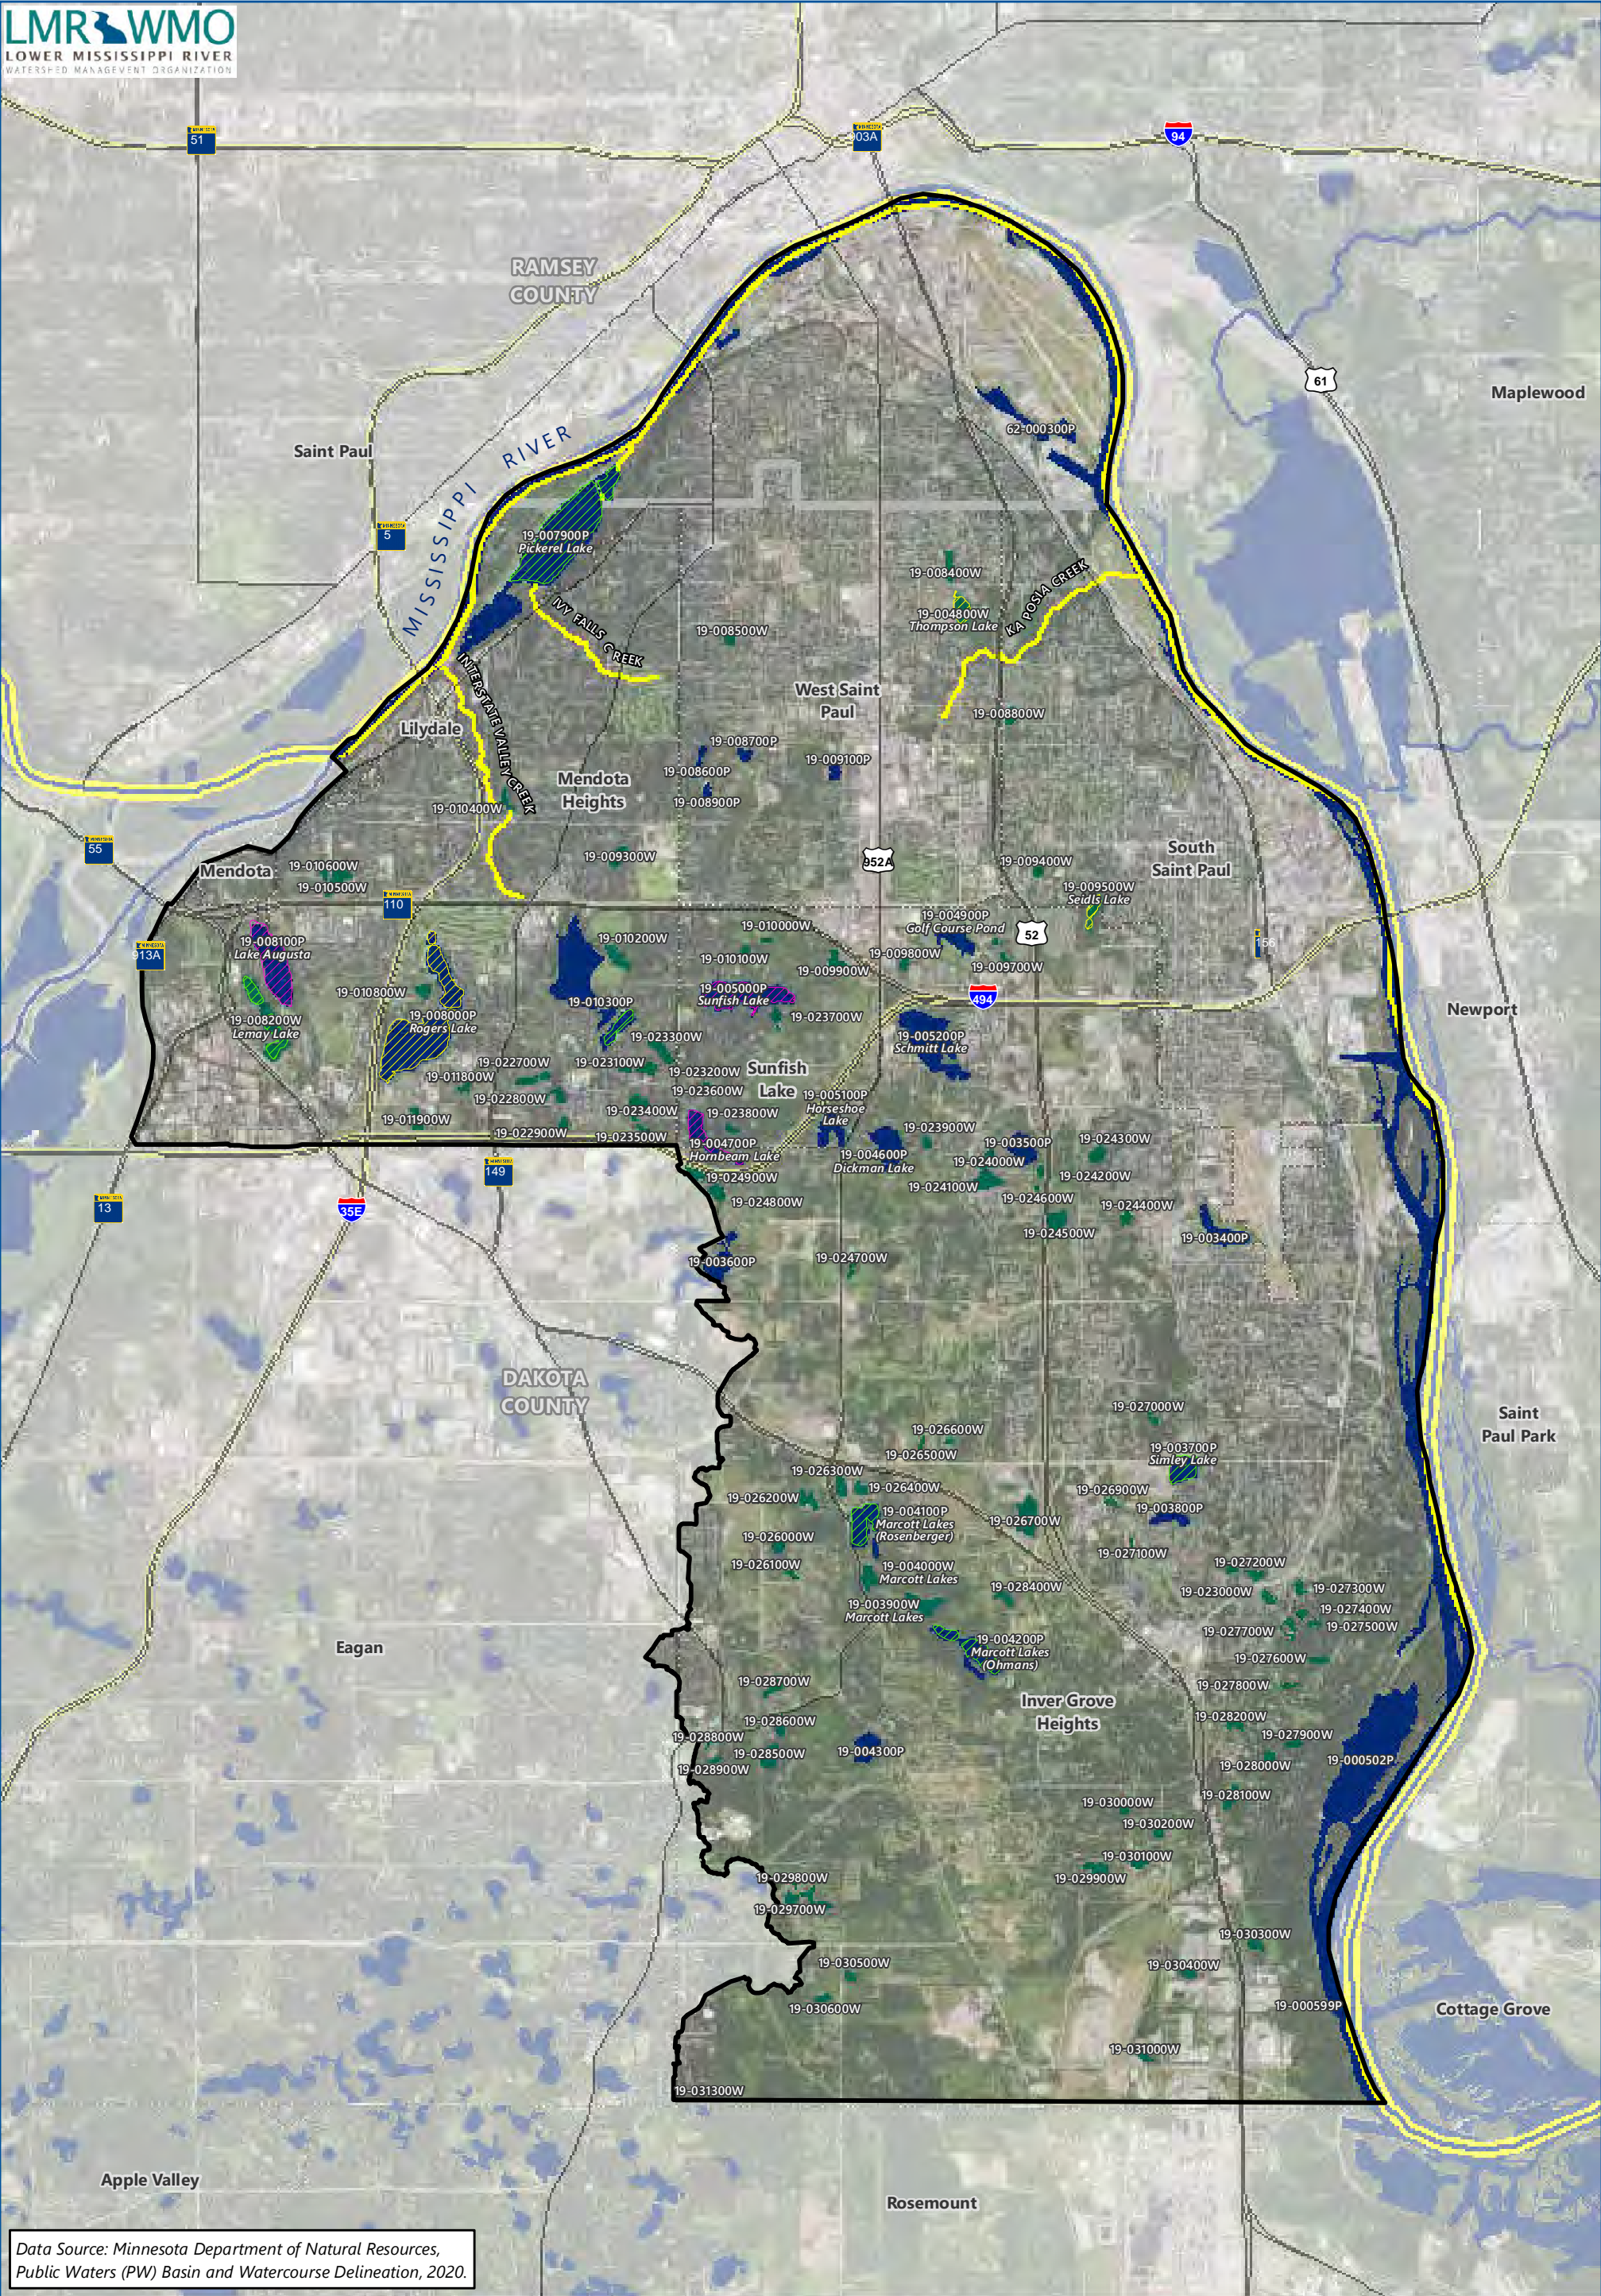 LMR WMO
LOWER MISSISSIPPI RIVER
WATERSHED MANAGEMENT ORGANIZATION
51
03A
94
RAMSEY
COUNTY
61
Maplewood
Saint Paul
MISSISSIPPI RIVER
62-000300P
5
19-007900P
Pickerel Lake
19-008400W
KAPOSIA CREEK
19-004800W
Thompson Lake
IVY FALLS CREEK
19-008500W
INTERSTATE VALLEY CREEK
West Saint
Paul
19-008800W
Lilydale
19-008700P
19-008600P
19-009100P
Mendota
Heights
19-008900P
19-010400W
55
952A
South
Saint Paul
19-009300W
19-009400W
Mendota
19-010600W
19-010500W
19-009500W
Seidls Lake
110
19-004900P
Golf Course Pond
52
156
913A
19-008100P
Lake Augusta
19-010200W
19-010000W
19-010100W
19-009900W
19-009800W
19-009700W
19-010800W
19-005000P
Sunfish Lake
494
19-010300P
19-008000P
Rogers Lake
19-008200W
Lemay Lake
19-023700W
Newport
19-023300W
19-005200P
Schmitt Lake
19-022700W
19-023100W
19-011800W
19-023200W
Sunfish
Lake
19-022800W
19-023600W
19-005100P
Horseshoe
Lake
19-011900W
19-023400W
19-023800W
19-022900W
19-023500W
19-004700P
Hornbeam Lake
19-004600P
Dickman Lake
19-023900W
19-003500P
19-024300W
19-024000W
149
19-024900W
19-024100W
19-024200W
19-024800W
19-024600W
19-024400W
13
35E
19-024500W
19-003400P
19-003600P
19-024700W
DAKOTA
COUNTY
19-027000W
Saint
Paul Park
19-026600W
19-026500W
19-003700P
Simley Lake
19-026300W
19-026400W
19-026200W
19-026900W
19-003800P
19-004100P
Marcott Lakes
(Rosenberger)
19-026700W
19-026000W
19-027100W
19-026100W
19-004000W
Marcott Lakes
19-027200W
19-028400W
19-023000W
19-027300W
19-003900W
Marcott Lakes
19-027400W
19-027500W
19-027700W
Eagan
19-004200P
Marcott Lakes
(Ohmans)
19-027600W
19-028700W
19-027800W
Inver Grove
Heights
19-028600W
19-028200W
19-028800W
19-027900W
19-028500W
19-004300P
19-000502P
19-028900W
19-028000W
19-028100W
19-030000W
19-030200W
19-030100W
19-029800W
19-029900W
19-029700W
19-030300W
19-030500W
19-030400W
19-030600W
19-000599P
Cottage Grove
19-031000W
19-031300W
Apple Valley
Rosemount
Data Source: Minnesota Department of Natural Resources,
Public Waters (PW) Basin and Watercourse Delineation, 2020.